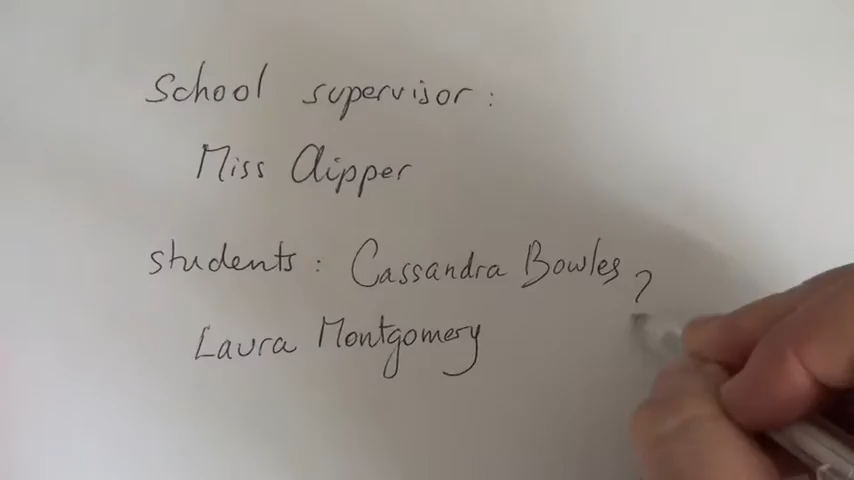 School supervisor:
Miss Clipper
students: Cassandra Bowles?
Laura Montgomery